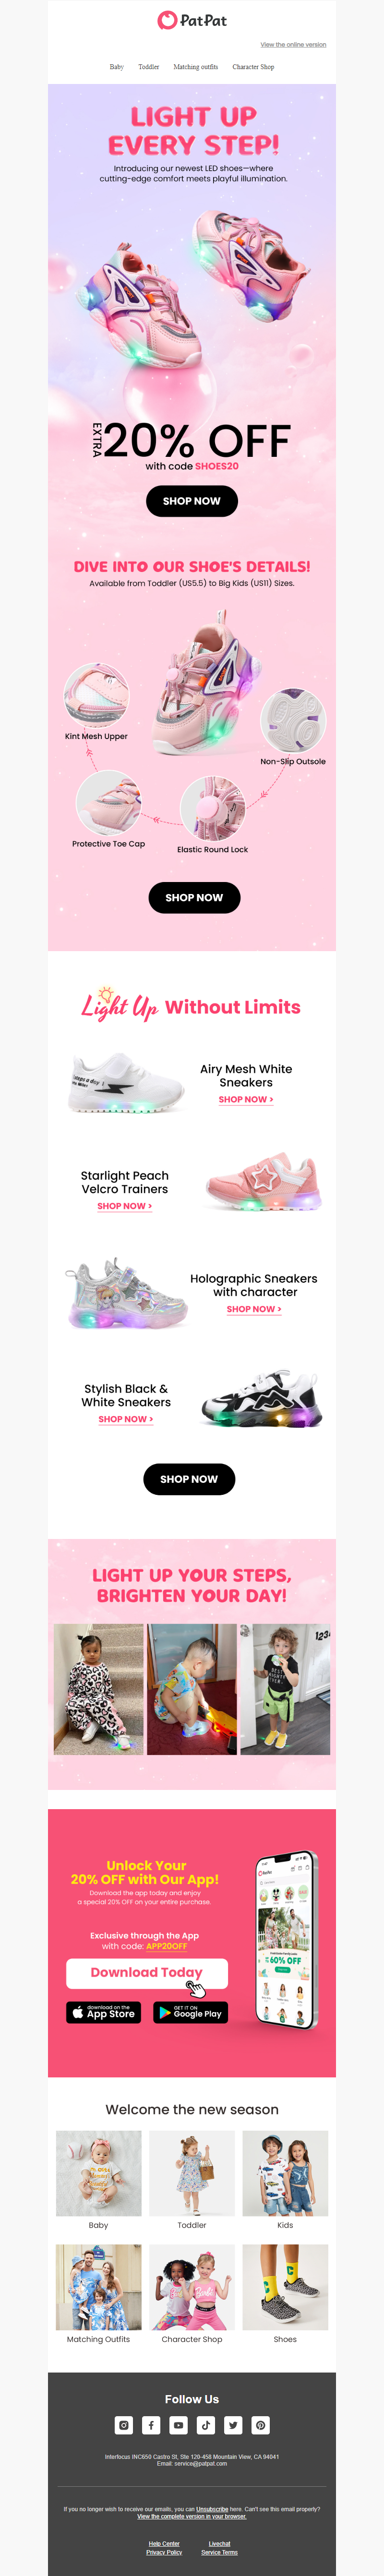 PatPat
View the online version
Baby Toddler Matching outfits Character Shop
LIGHT UP
EVERY STEP!
Introducing our newest LED shoes—where
cutting-edge comfort meets playful illumination.
EXTRA
20% OFF
with code SHOES20
SHOP NOW
DIVE INTO OUR SHOE'S DETAILS!
Available from Toddler (US5.5) to Big Kids (US11) Sizes.
Kint Mesh Upper
Non-Slip Outsole
Protective Toe Cap
Elastic Round Lock
SHOP NOW
Light Up Without Limits
Airy Mesh White
Sneakers
SHOP NOW >
Starlight Peach
Velcro Trainers
SHOP NOW >
Holographic Sneakers
with character
SHOP NOW >
Stylish Black &
White Sneakers
SHOP NOW >
SHOP NOW
LIGHT UP YOUR STEPS,
BRIGHTEN YOUR DAY!
Unlock Your
20% OFF with Our App!
Download the app today and enjoy
a special 20% OFF on your entire purchase.
Exclusive through the App
with code: APP20OFF
Download Today
download on the
App Store
GET IT ON
Google Play
60% OFF
Welcome the new season
Baby
Toddler
Kids
Barbie
Matching Outfits
Character Shop
Shoes
Follow Us
Interfocus INC650 Castro St, Ste 120-458 Mountain View, CA 94041
Email: service@patpat.com
If you no longer wish to receive our emails, you can Unsubscribe here. Can't see this email properly?
View the complete version in your browser.
Help Center Livechat
Privacy Policy Service Terms